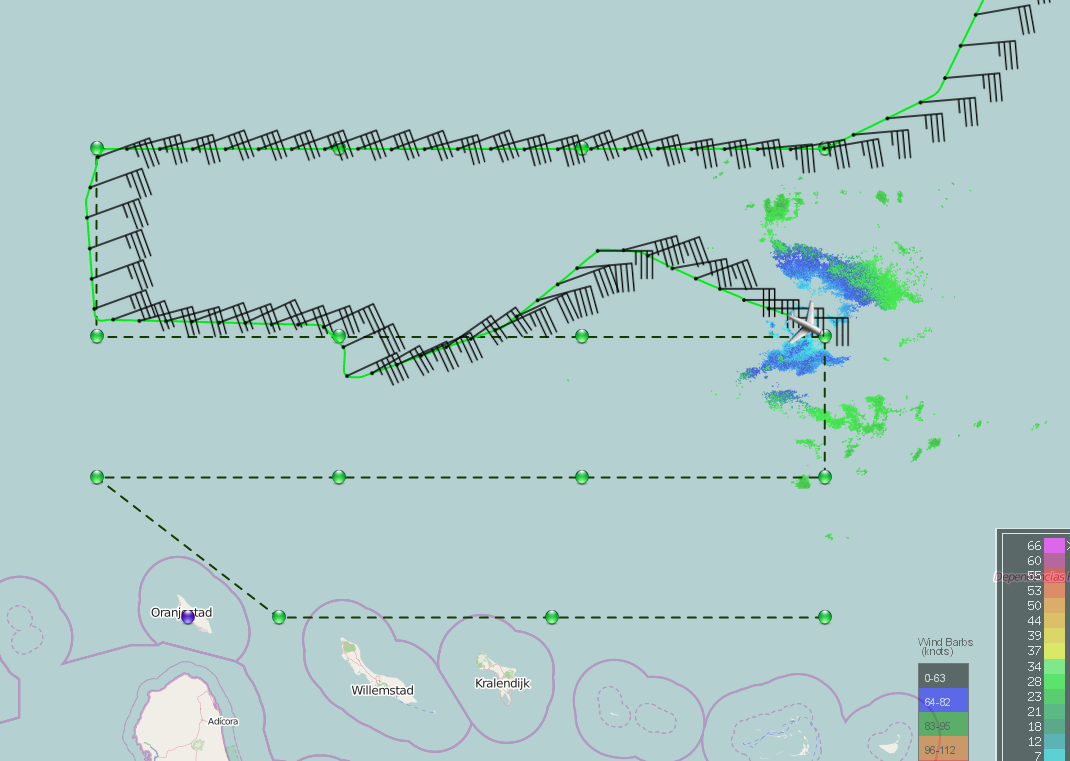 66
60
55
Dependencias F
53
50
44
39
37
34
28
23
21
18
12
7
Wind Barbs
(knots)
0-63
64-82
83-95
96-112
Oranjestad
Willemstad
Kralendijk
Adicora